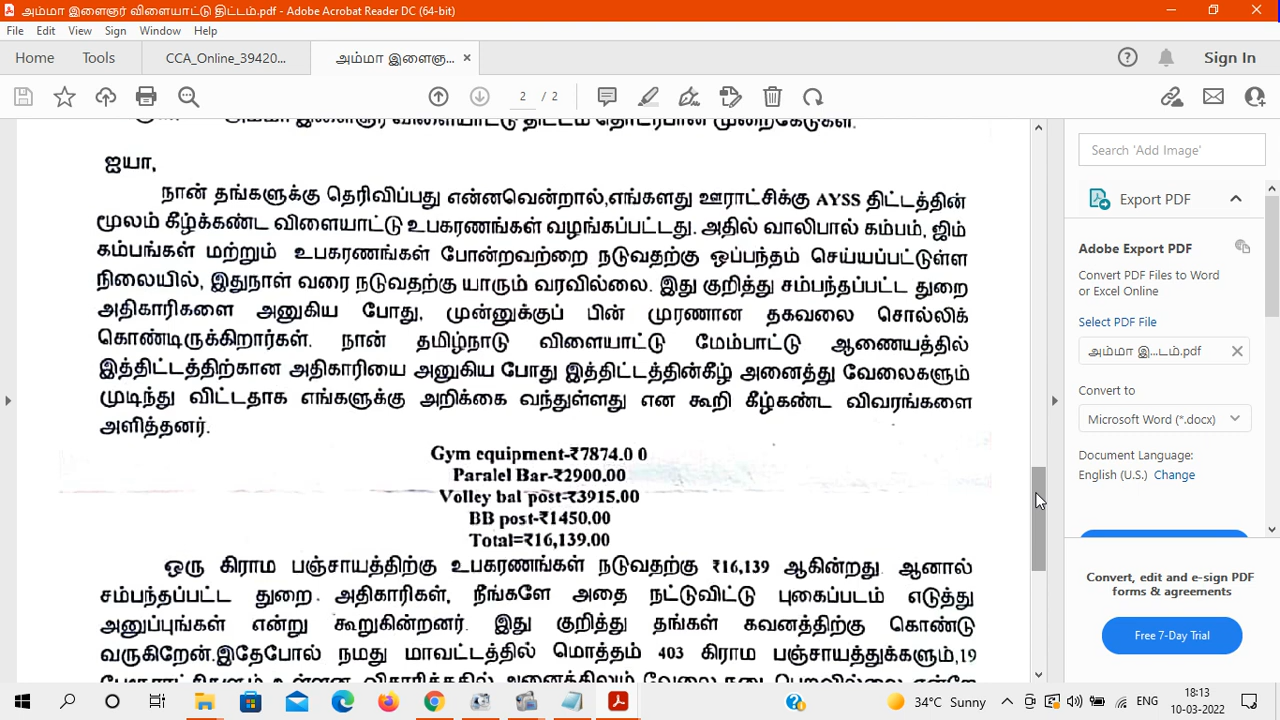 அம்மா இளைஞர் விளையாட்டு திட்டம்.pdf - Adobe Acrobat Reader DC (64-bit)
File Edit View Sign Window Help
Home Tools CCA_Online_39420... அம்மா இளைஞ... × Sign In
2 / 2
அம்மா இளைஞர் விளையாட்டு திட்டம் தொடர்பான முறைகேடுகள்.
ஐயா,
நான் தங்களுக்கு தெரிவிப்பது என்னவென்றால்,எங்களது ஊராட்சிக்கு AYSS திட்டத்தின்
மூலம் கீழ்க்கண்ட விளையாட்டு உபகரணங்கள் வழங்கப்பட்டது. அதில் வாலிபால் கம்பம், ஜிம்
கம்பங்கள் மற்றும் உபகரணங்கள் போன்றவற்றை நடுவதற்கு ஒப்பந்தம் செய்யப்பட்டுள்ள
நிலையில், இதுநாள் வரை நடுவதற்கு யாரும் வரவில்லை. இது குறித்து சம்பந்தப்பட்ட துறை
அதிகாரிகளை அனுகிய போது, முன்னுக்குப் பின் முரணான தகவலை சொல்லிக்
கொண்டிருக்கிறார்கள். நான் தமிழ்நாடு விளையாட்டு மேம்பாட்டு ஆணையத்தில்
இத்திட்டத்திற்கான அதிகாரியை அனுகிய போது இத்திட்டத்தின்கீழ் அனைத்து வேலைகளும்
முடிந்து விட்டதாக எங்களுக்கு அறிக்கை வந்துள்ளது என கூறி கீழ்கண்ட விவரங்களை
அளித்தனர்.
Gym equipment-₹7874.0 0
Paralel Bar-₹2900.00
Volley bal post-₹3915.00
BB post-₹1450.00
Total=₹16,139.00
ஒரு கிராம பஞ்சாயத்திற்கு உபகரணங்கள் நடுவதற்கு ₹16,139 ஆகின்றது. ஆனால்
சம்பந்தப்பட்ட துறை அதிகாரிகள், நீங்களே அதை நட்டுவிட்டு புகைப்படம் எடுத்து
அனுப்புங்கள் என்று கூறுகின்றனர். இது குறித்து தங்கள் கவனத்திற்கு கொண்டு
வருகிறேன்.இதேபோல் நமது மாவட்டத்தில் மொத்தம் 403 கிராம பஞ்சாயத்துக்களும்,19
Search 'Add Image'
Export PDF
Adobe Export PDF
Convert PDF Files to Word
or Excel Online
Select PDF File
அம்மா இ...டம்.pdf ×
Convert to
Microsoft Word (*.docx)
Document Language:
English (U.S.) Change
Convert, edit and e-sign PDF
forms & agreements
Free 7-Day Trial
34°C Sunny ENG 18:13
10-03-2022